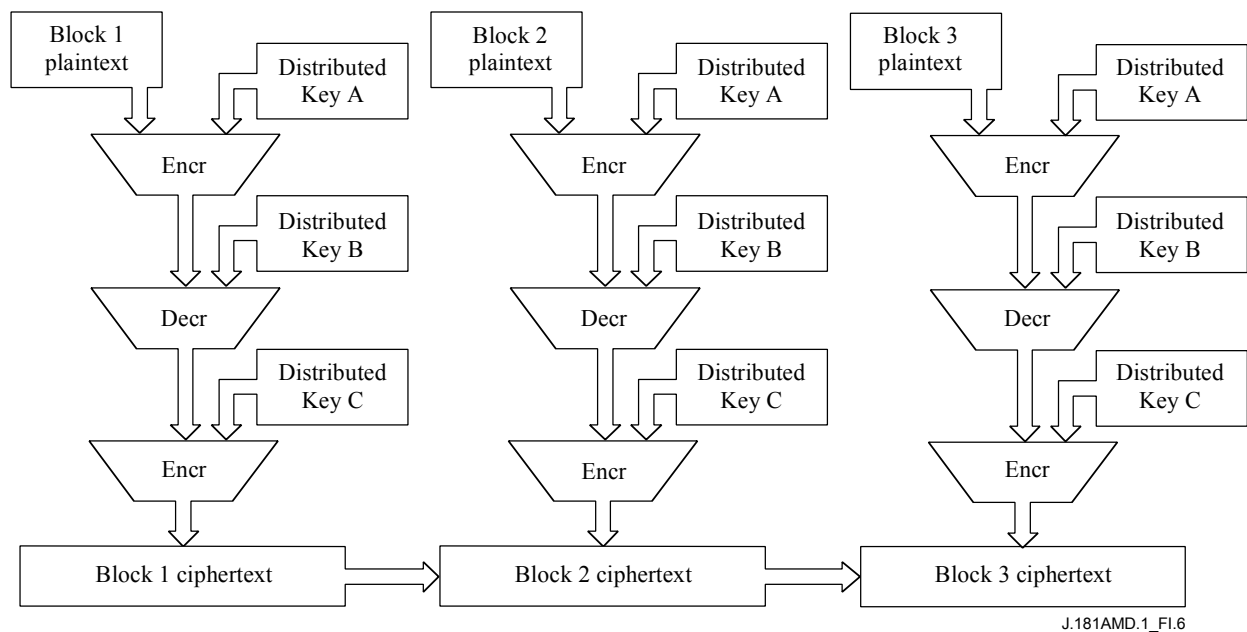 Block 1
plaintext
Distributed
Key A
Block 2
plaintext
Distributed
Key A
Block 3
plaintext
Distributed
Key A
Encr
Encr
Encr
Distributed
Key B
Distributed
Key B
Distributed
Key B
Decr
Decr
Decr
Distributed
Key C
Distributed
Key C
Distributed
Key C
Encr
Encr
Encr
Block 1 ciphertext
Block 2 ciphertext
Block 3 ciphertext
J.181AMD.1_FI.6